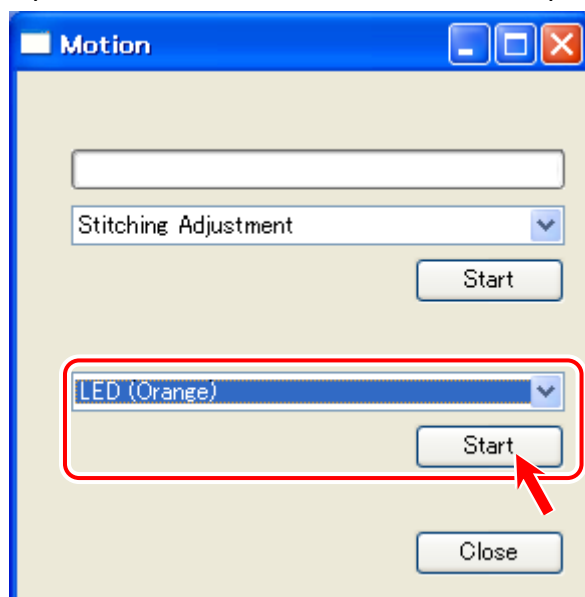 Motion
Stitching Adjustment
Start
LED (Orange)
Start
Close